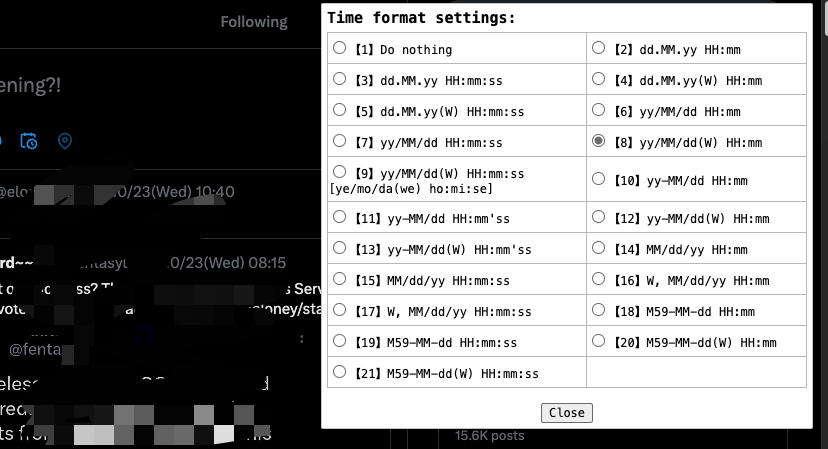 Following
ening?!
@elo 0/23(Wed) 10:40
rd~~ ntasyl 0/23(Wed) 08:15
ss? Serv
vote oney/sta
@fenta
eles
red
ts fro
15.6K posts
Time format settings:
【1】Do nothing
【2】dd.MM.yy HH:mm
【3】dd.MM.yy HH:mm:ss
【4】dd.MM.yy(W) HH:mm
【5】dd.MM.yy(W) HH:mm:ss
【6】yy/MM/dd HH:mm
【7】yy/MM/dd HH:mm:ss
【8】yy/MM/dd(W) HH:mm
【9】yy/MM/dd(W) HH:mm:ss
[ye/mo/da(we) ho:mi:se]
【10】yy-MM/dd HH:mm
【11】yy-MM/dd HH:mm'ss
【12】yy-MM/dd(W) HH:mm
【13】yy-MM/dd(W) HH:mm'ss
【14】MM/dd/yy HH:mm
【15】MM/dd/yy HH:mm:ss
【16】W, MM/dd/yy HH:mm
【17】W, MM/dd/yy HH:mm:ss
【18】M59-MM-dd HH:mm
【19】M59-MM-dd HH:mm:ss
【20】M59-MM-dd(W) HH:mm
【21】M59-MM-dd(W) HH:mm:ss
Close